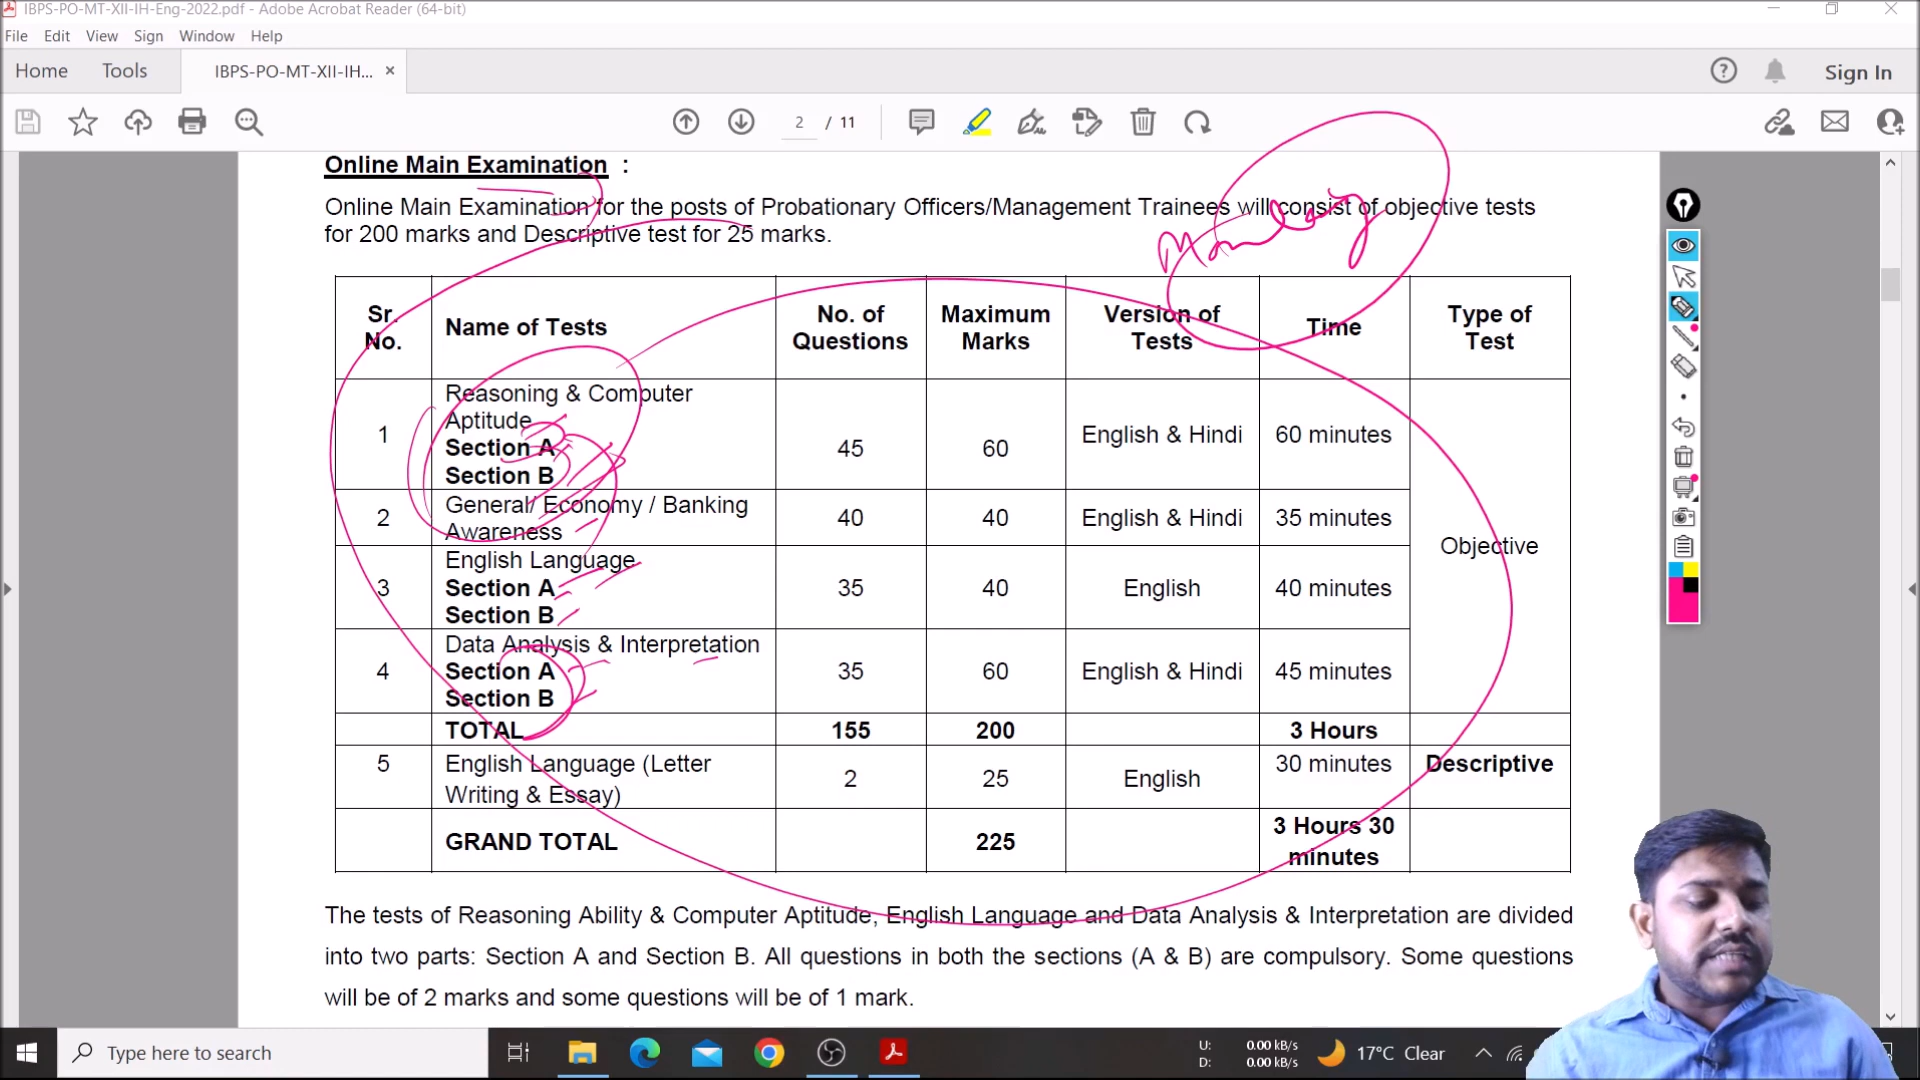 IBPS-PO-MT-XII-IH-Eng-2022.pdf - Adobe Acrobat Reader (64-bit)
File Edit View Sign Window Help
Home Tools IBPS-PO-MT-XII-IH... × Sign In
2 / 11
Online Main Examination :
Online Main Examination for the posts of Probationary Officers/Management Trainees will consist of objective tests
for 200 marks and Descriptive test for 25 marks.
Sr. No. Name of Tests No. of Questions Maximum Marks Version of Tests Time Type of Test
1 Reasoning & Computer Aptitude 45 60 English & Hindi 60 minutes Objective
Section A
Section B
2 General/ Economy / Banking Awareness 40 40 English & Hindi 35 minutes
3 English Language 35 40 English 40 minutes
Section A
Section B
4 Data Analysis & Interpretation 35 60 English & Hindi 45 minutes
Section A
Section B
TOTAL 155 200 3 Hours
5 English Language (Letter Writing & Essay) 2 25 English 30 minutes Descriptive
GRAND TOTAL 225 3 Hours 30 minutes
The tests of Reasoning Ability & Computer Aptitude, English Language and Data Analysis & Interpretation are divided
into two parts: Section A and Section B. All questions in both the sections (A & B) are compulsory. Some questions
will be of 2 marks and some questions will be of 1 mark.
Type here to search
U: 0.00 kB/s
D: 0.00 kB/s
17°C Clear